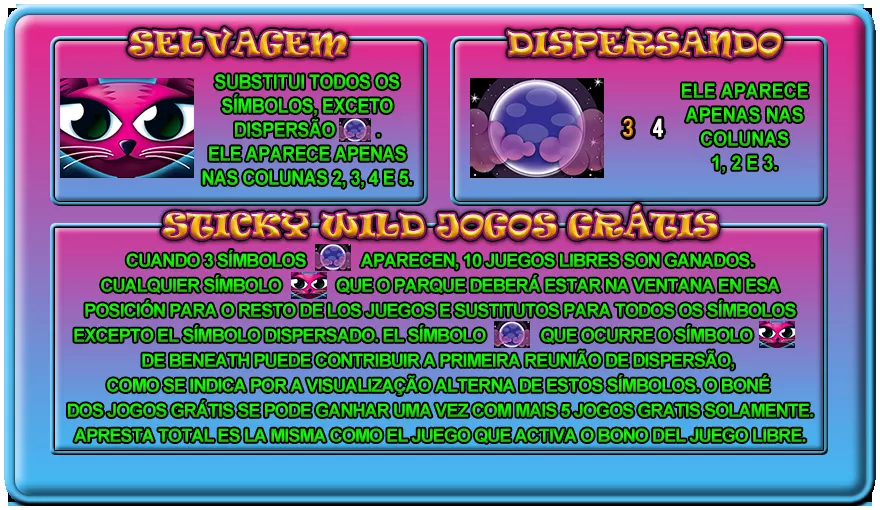 SELVAGEM
SUBSTITUI TODOS OS
SÍMBOLOS, EXCETO
DISPERSÃO .
ELE APARECE APENAS
NAS COLUNAS 2, 3, 4 E 5.
DISPERSANDO
3 4
ELE APARECE
APENAS NAS
COLUNAS
1, 2 E 3.
STICKY WILD JOGOS GRÁTIS
CUANDO 3 SÍMBOLOS APARECEN, 10 JUEGOS LIBRES SON GANADOS.
CUALQUIER SÍMBOLO QUE O PARQUE DEBERÁ ESTAR NA VENTANA EN ESA
POSICIÓN PARA O RESTO DE LOS JUEGOS E SUSTITUTOS PARA TODOS OS SÍMBOLOS
EXCEPTO EL SÍMBOLO DISPERSADO. EL SÍMBOLO QUE OCURRE O SÍMBOLO
DE BENEATH PUEDE CONTRIBUIR A PRIMEIRA REUNIÃO DE DISPERSÃO,
COMO SE INDICA POR A VISUALIZAÇÃO ALTERNA DE ESTOS SÍMBOLOS. O BONÉ
DOS JOGOS GRÁTIS SE PODE GANHAR UMA VEZ COM MAIS 5 JOGOS GRATIS SOLAMENTE.
APRESTA TOTAL ES LA MISMA COMO EL JUEGO QUE ACTIVA O BONO DEL JUEGO LIBRE.